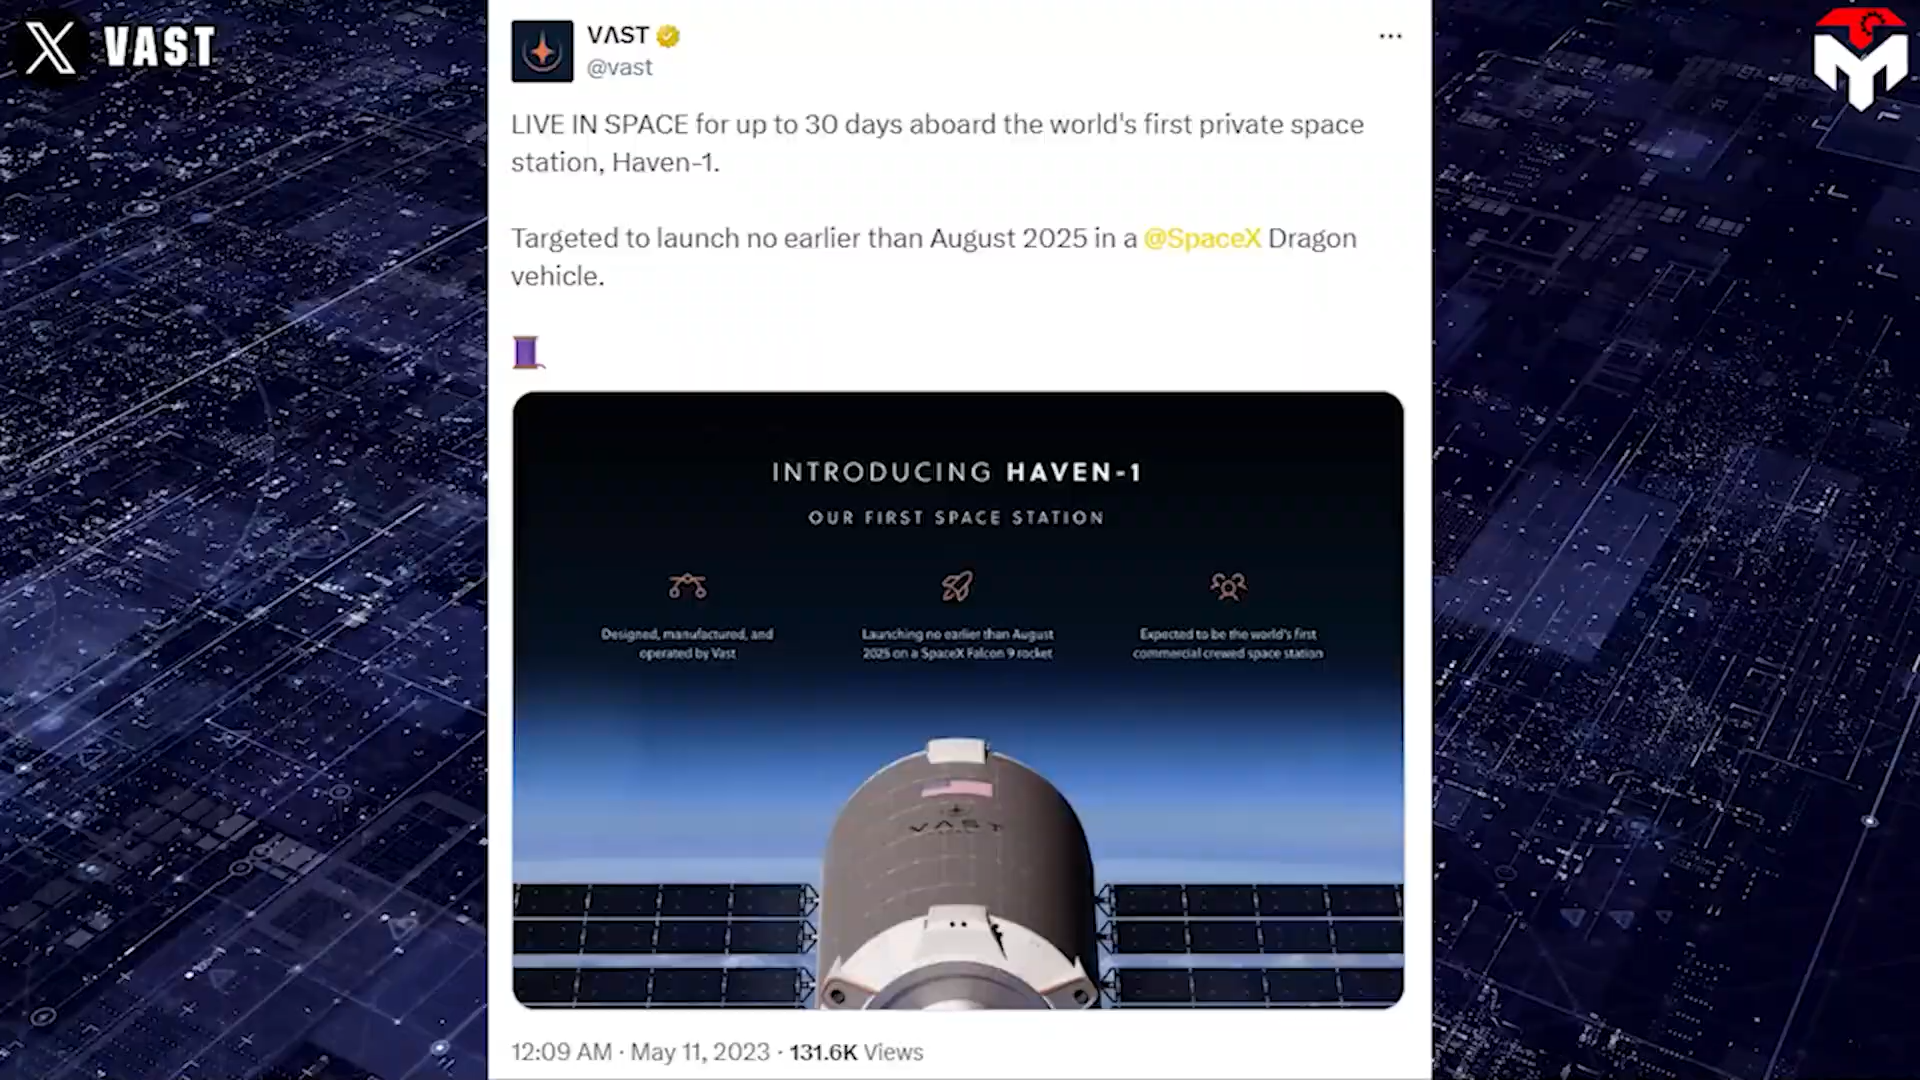 VAST
VΛST
@vast
LIVE IN SPACE for up to 30 days aboard the world's first private space
station, Haven-1.
Targeted to launch no earlier than August 2025 in a @SpaceX Dragon
vehicle.
INTRODUCING HAVEN-1
OUR FIRST SPACE STATION
Designed, manufactured, and
operated by Vast
Launching no earlier than August
2025 on a SpaceX Falcon 9 rocket
Expected to be the world's first
commercial crewed space station
VΛST
12:09 AM · May 11, 2023 · 131.6K Views